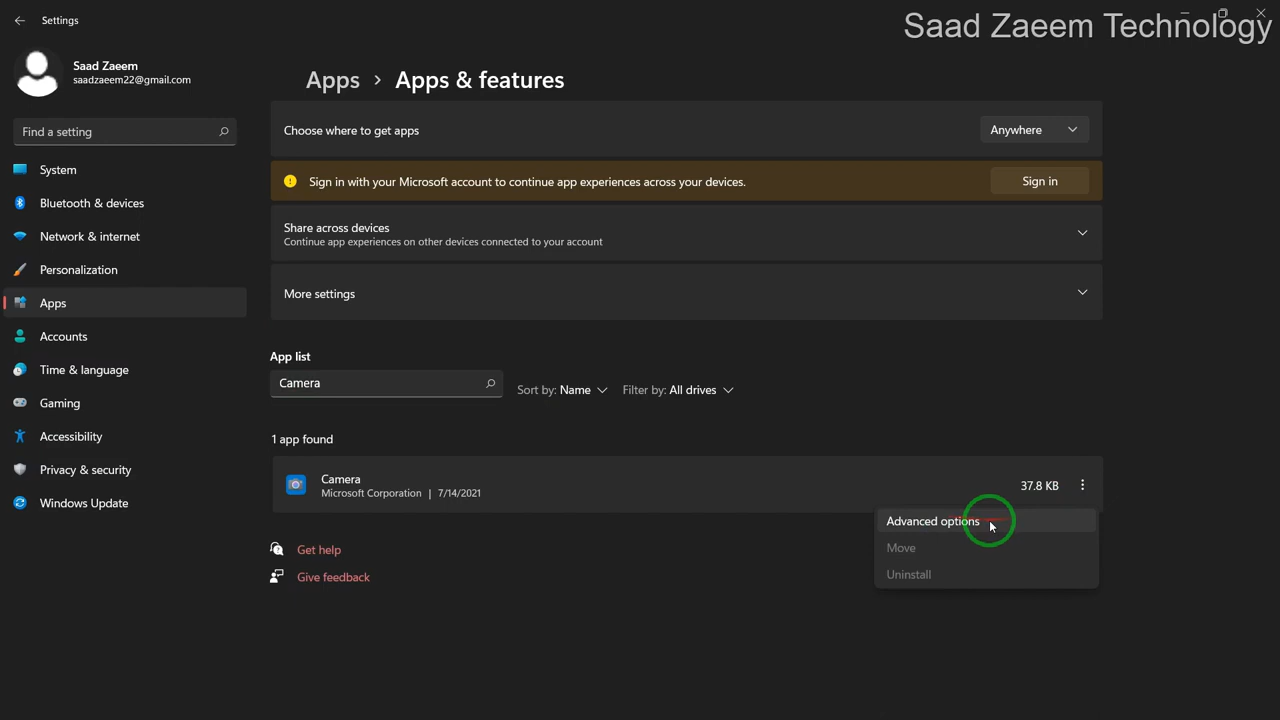 Settings
Saad Zaeem Technology
Saad Zaeem
saadzaeem22@gmail.com
Find a setting
System
Bluetooth & devices
Network & internet
Personalization
Apps
Accounts
Time & language
Gaming
Accessibility
Privacy & security
Windows Update
Apps > Apps & features
Choose where to get apps
Anywhere
Sign in with your Microsoft account to continue app experiences across your devices.
Sign in
Share across devices
Continue app experiences on other devices connected to your account
More settings
App list
Camera
Sort by: Name
Filter by: All drives
1 app found
Camera
Microsoft Corporation | 7/14/2021
37.8 KB
Advanced options
Move
Uninstall
Get help
Give feedback